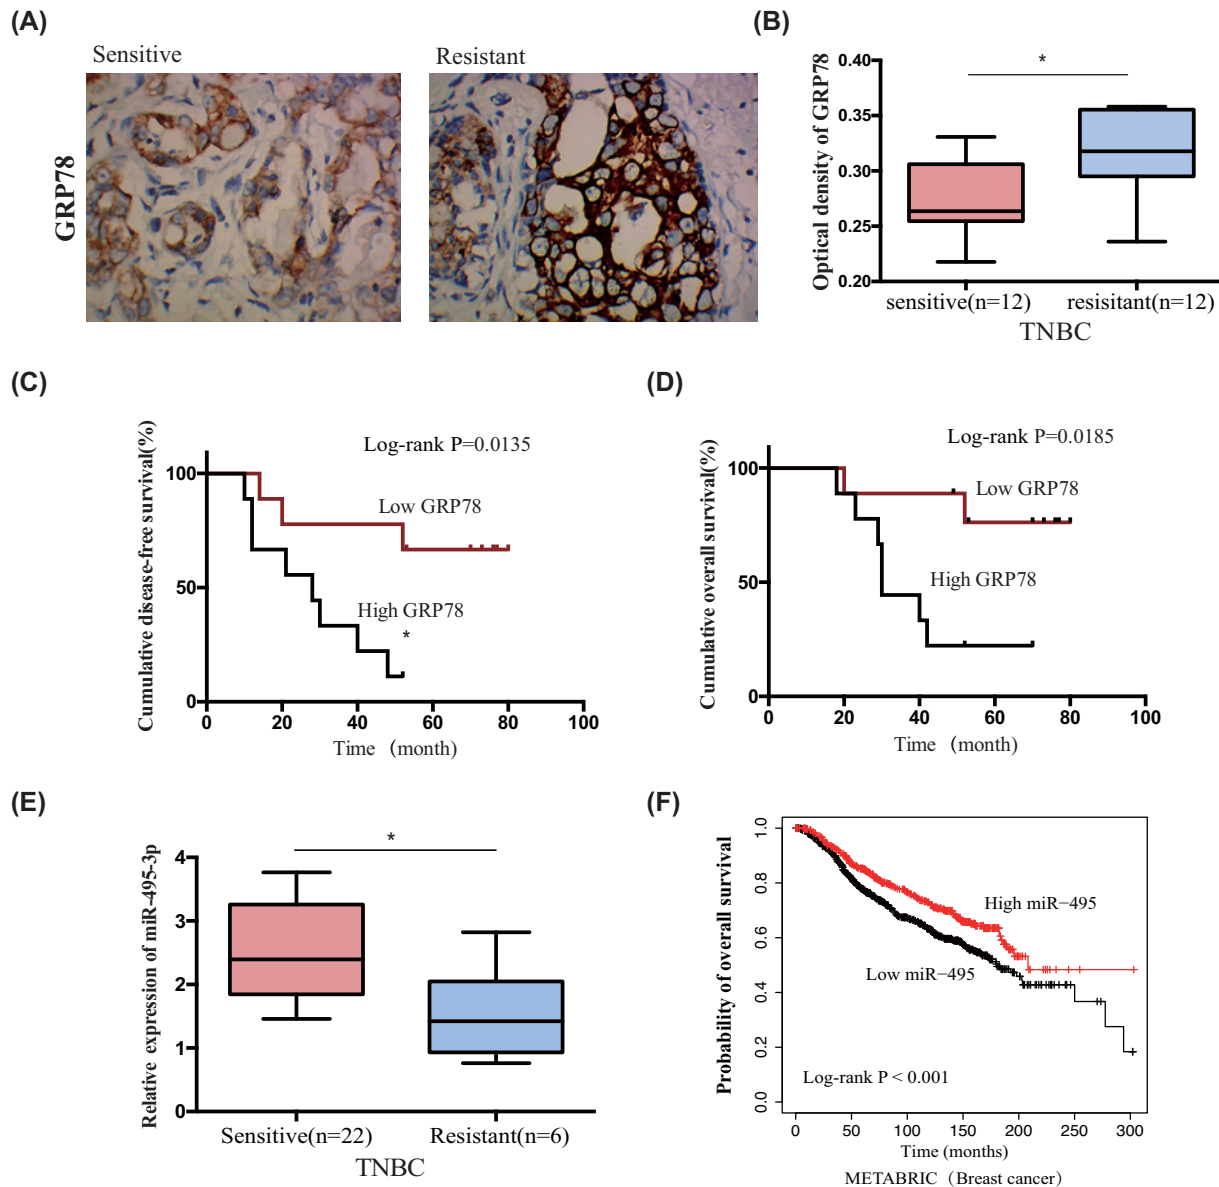 (A)
Sensitive
Resistant
GRP78
(B)
Optical density of GRP78
0.40
0.35
0.30
0.25
0.20
*
sensitive(n=12)
resisitant(n=12)
TNBC
(C)
Cumulative disease-free survival(%)
100
50
0
Log-rank P=0.0135
Low GRP78
High GRP78
*
0 20 40 60 80 100
Time (month)
(D)
Cumulative overall survival(%)
100
50
0
Log-rank P=0.0185
Low GRP78
High GRP78
0 20 40 60 80 100
Time (month)
(E)
Relative expression of miR-495-3p
4
3
2
1
0
*
Sensitive(n=22)
Resistant(n=6)
TNBC
(F)
Probability of overall survival
1.0
0.8
0.6
0.4
0.2
0.0
High miR−495
Low miR−495
Log-rank P < 0.001
0 50 100 150 200 250 300
Time (months)
METABRIC (Breast cancer)